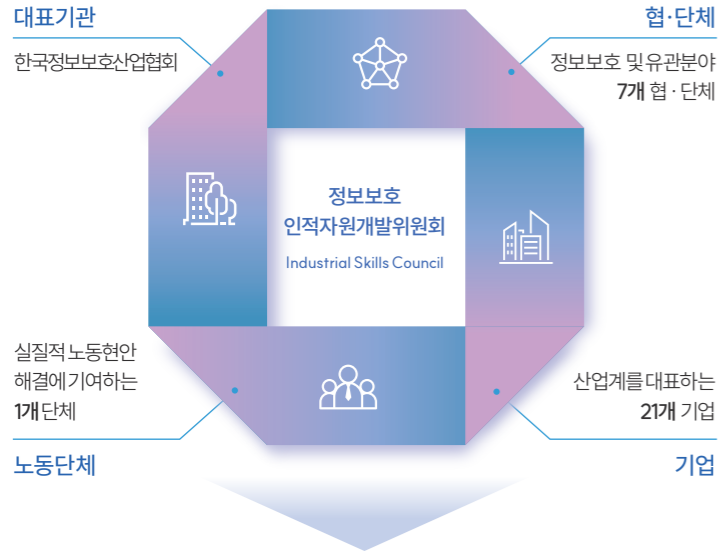 대표기관
한국정보보호산업협회
협·단체
정보보호 및 유관분야
7개 협·단체
정보보호
인적자원개발위원회
Industrial Skills Council
실질적 노동현안
해결에 기여하는
1개 단체
노동단체
산업계를 대표하는
21개 기업
기업